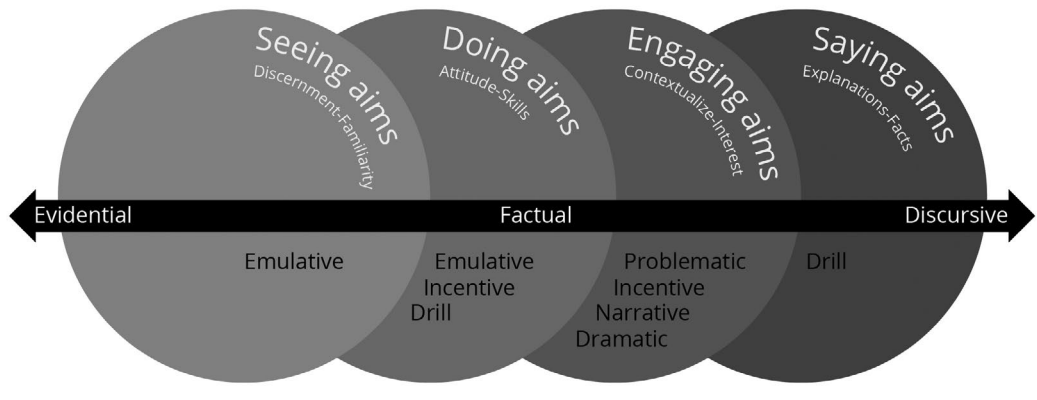 Seeing aims
Discernment-Familiarity
Doing aims
Attitude-Skills
Engaging aims
Contextualize-Interest
Saying aims
Explanations-Facts
Evidential
Factual
Discursive
Emulative
Emulative
Incentive
Drill
Problematic
Incentive
Narrative
Dramatic
Drill